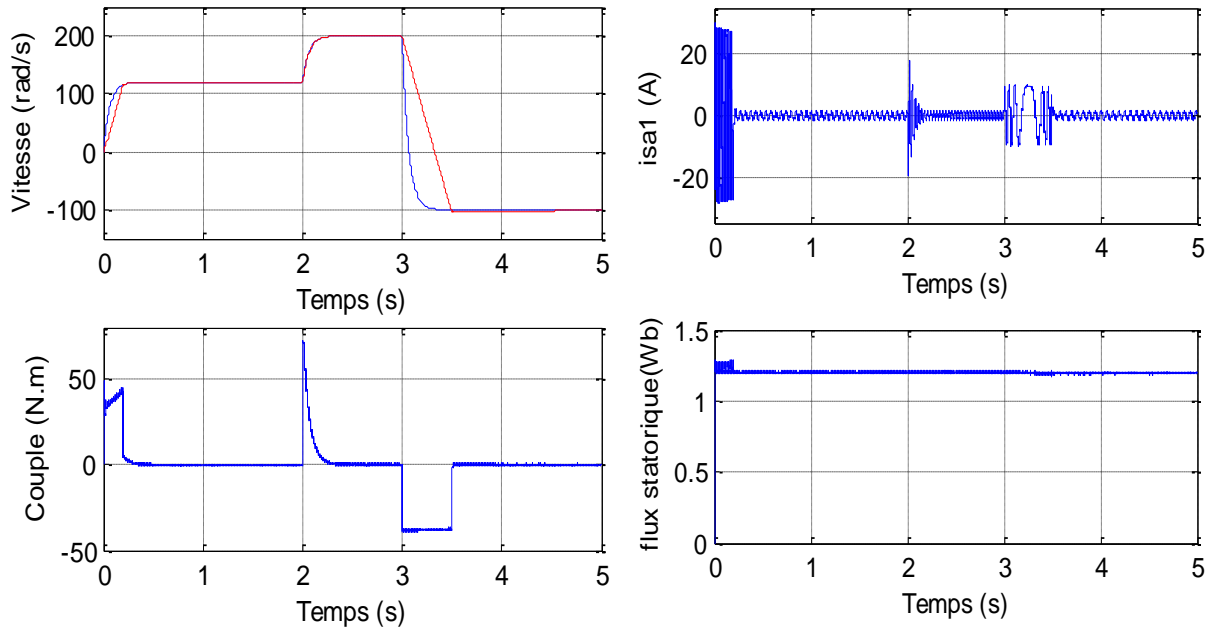 Vitesse (rad/s)
200
100
0
-100
0 1 2 3 4 5
Temps (s)
isa1 (A)
20
0
-20
0 1 2 3 4 5
Temps (s)
Couple (N.m)
50
0
-50
0 1 2 3 4 5
Temps (s)
flux statorique(Wb)
1.5
1
0.5
0
0 1 2 3 4 5
Temps (s)